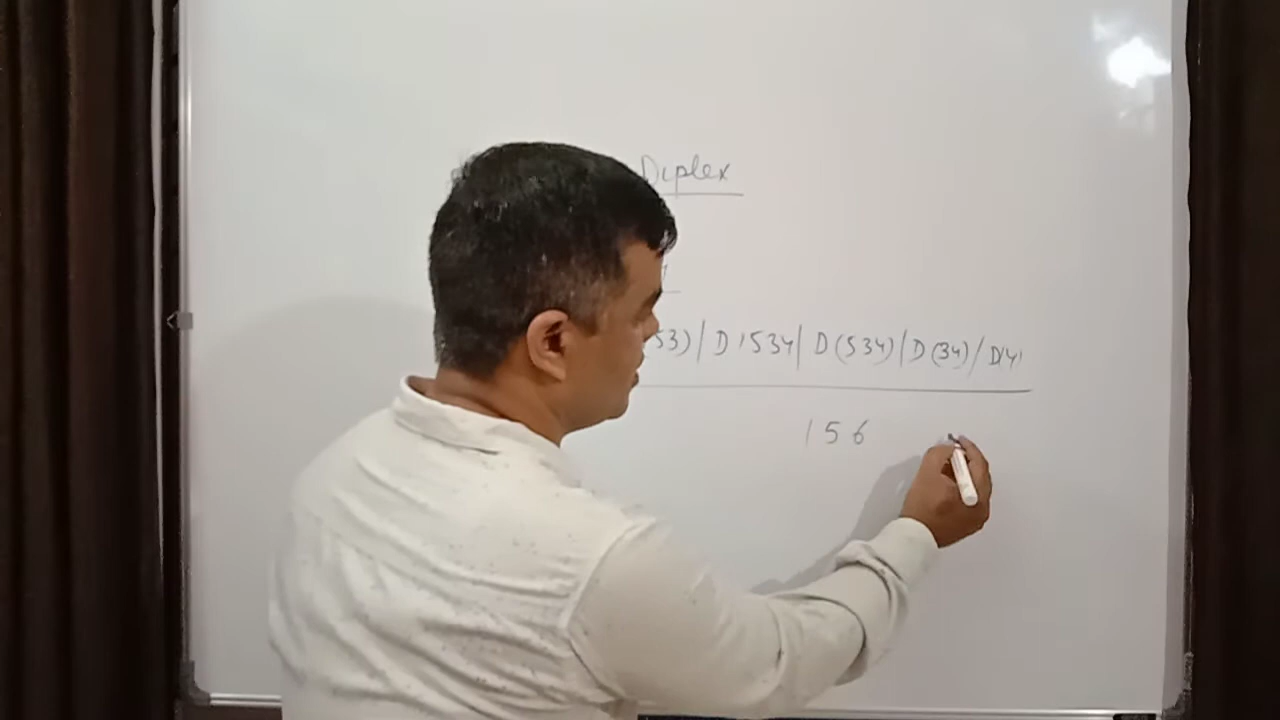 Duplex
53) | D 1534 | D (534) | D (34) / D(4)
156